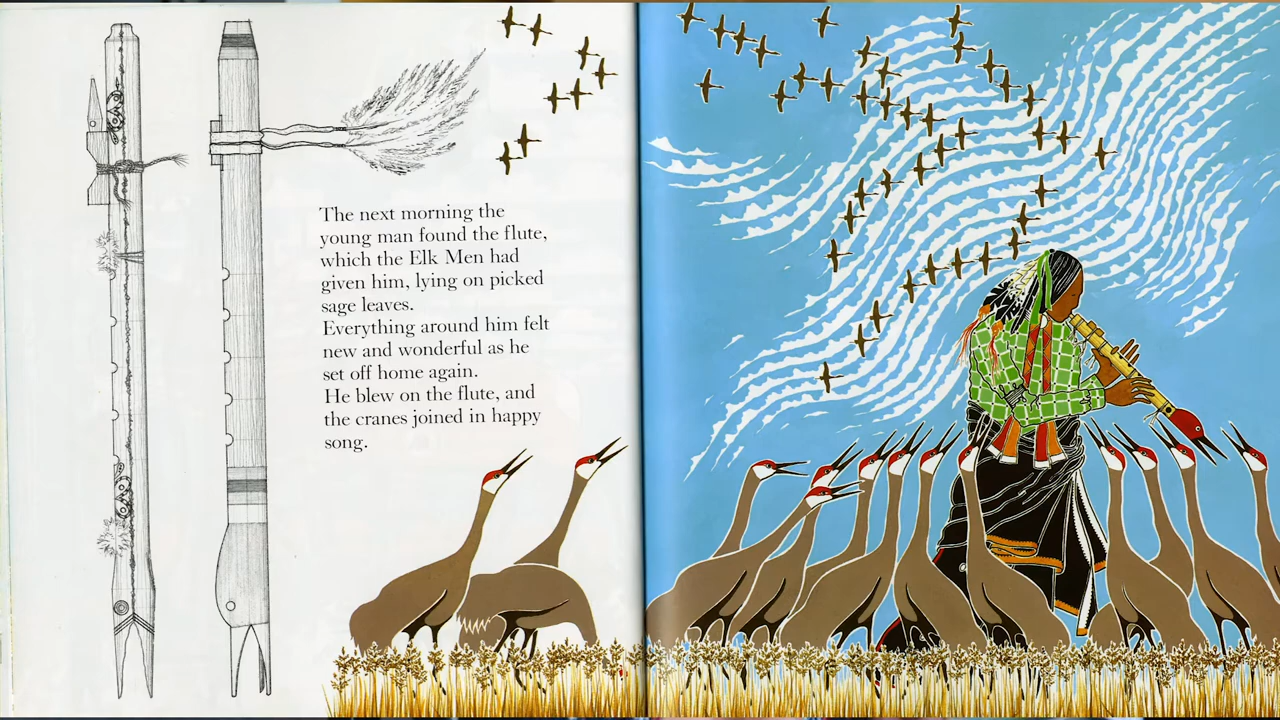 The next morning the
young man found the flute,
which the Elk Men had
given him, lying on picked
sage leaves.
Everything around him felt
new and wonderful as he
set off home again.
He blew on the flute, and
the cranes joined in happy
song.